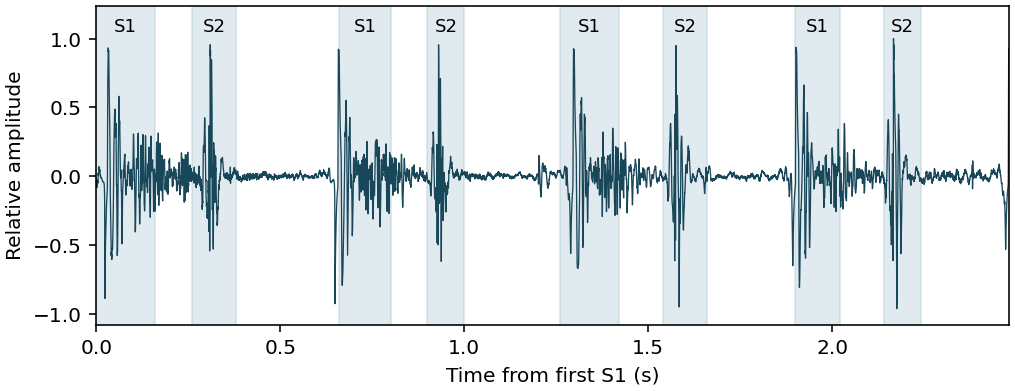 S1 S2 S1 S2 S1 S2 S1 S2
1.0
0.5
0.0
−0.5
−1.0
Relative amplitude
0.0 0.5 1.0 1.5 2.0
Time from first S1 (s)